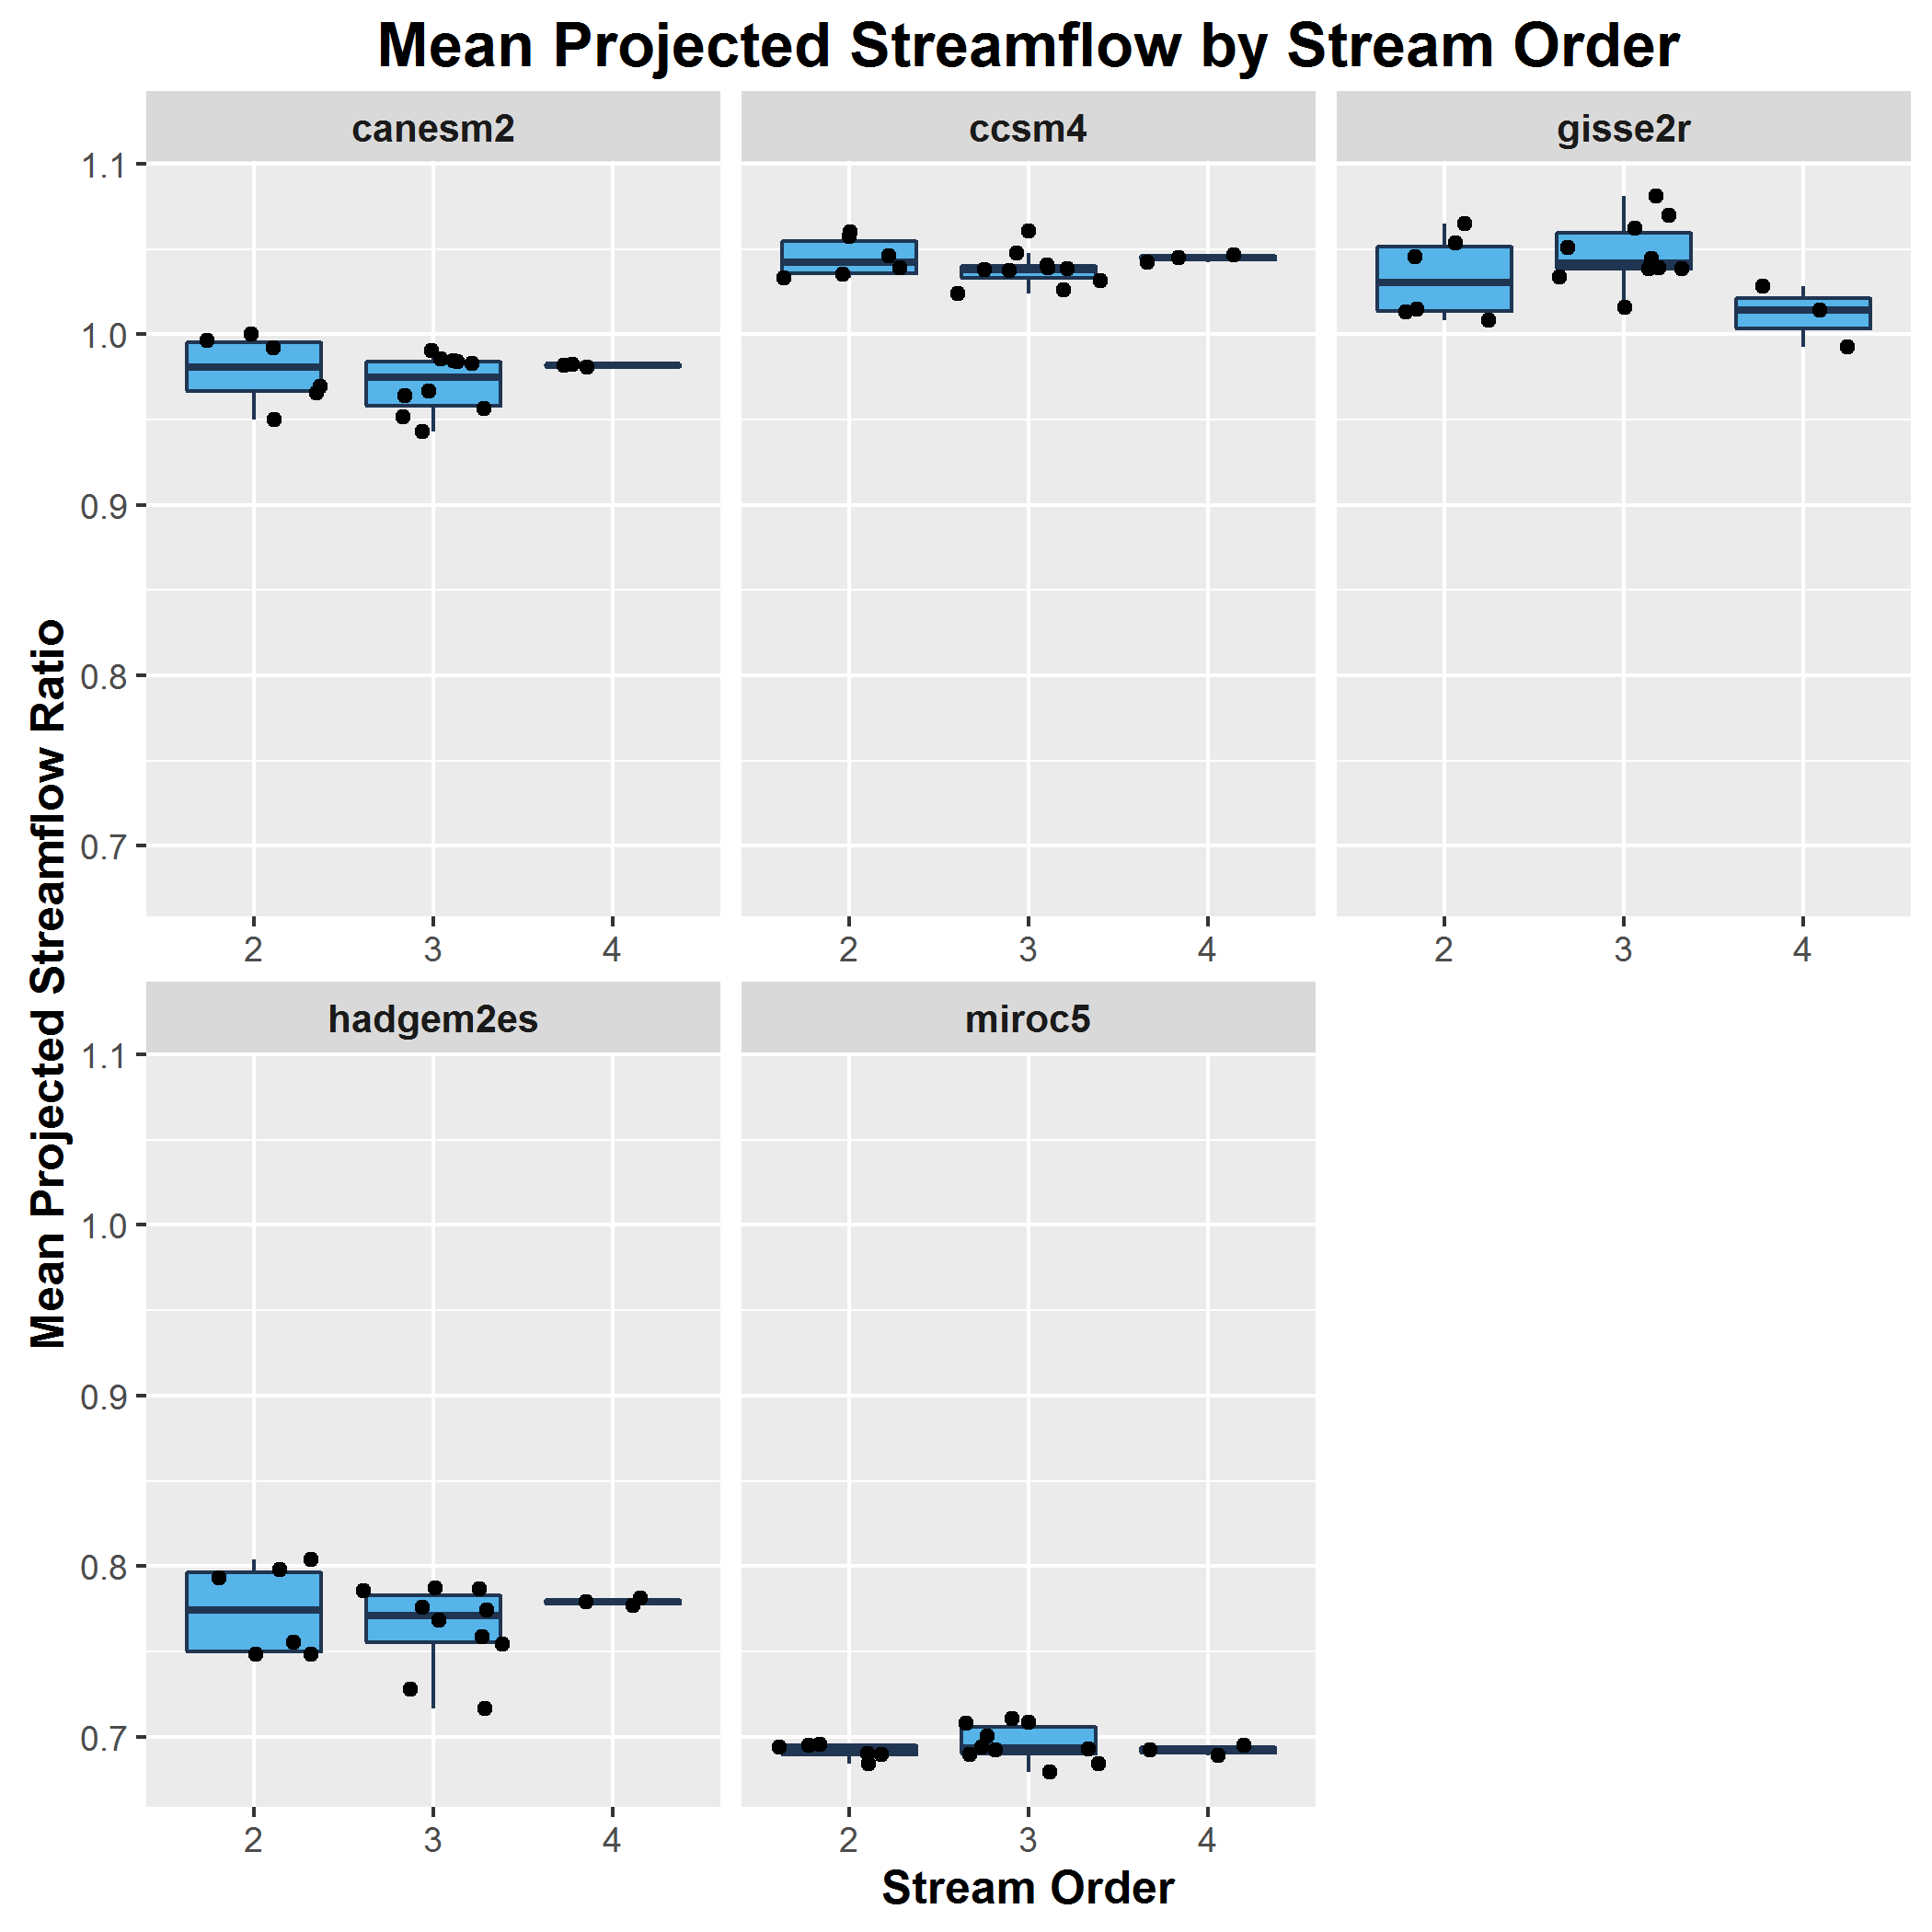 Mean Projected Streamflow by Stream Order
canesm2
ccsm4
gisse2r
1.1
1.0
0.9
0.8
0.7
2 3 4
2 3 4
2 3 4
Mean Projected Streamflow Ratio
hadgem2es
miroc5
1.1
1.0
0.9
0.8
0.7
2 3 4
2 3 4
Stream Order